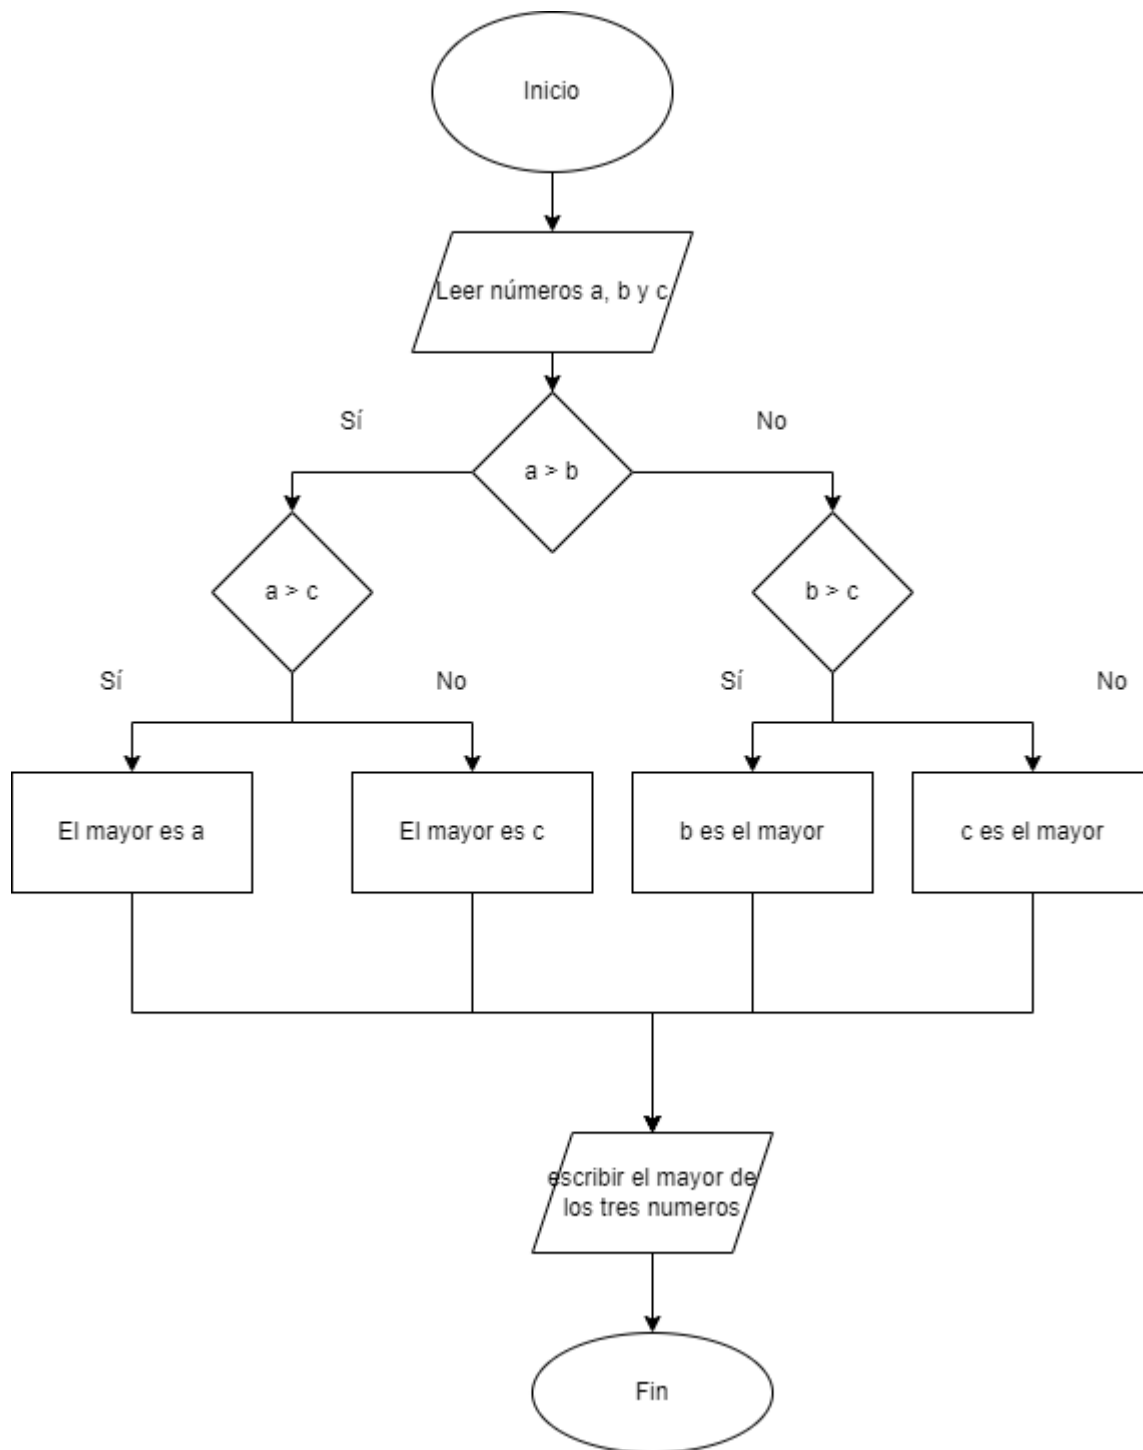 Inicio
Leer números a, b y c
Sí
No
a > b
a > c
b > c
Sí
No
Sí
No
El mayor es a
El mayor es c
b es el mayor
c es el mayor
escribir el mayor de
los tres numeros
Fin